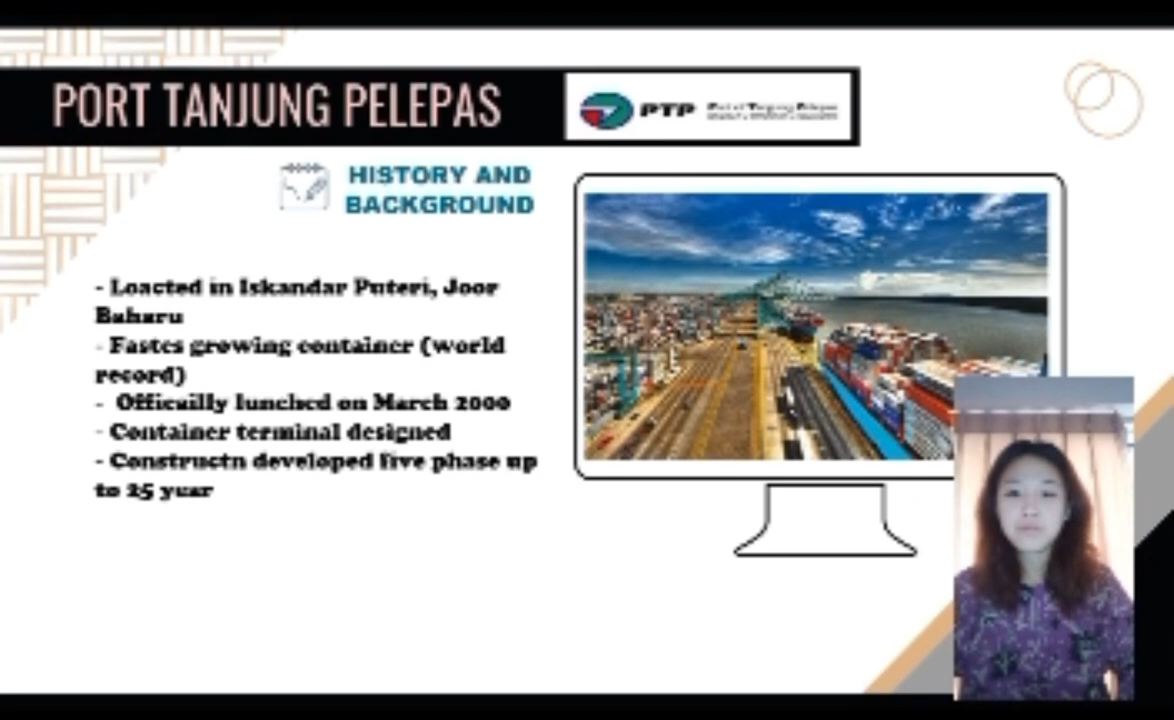 PORT TANJUNG PELEPAS
PTP
HISTORY AND
BACKGROUND
- Loacted in Iskandar Puteri, Joor
Baharu
- Fastes growing container (world
record)
- Officailly lunched on March 2000
- Container terminal designed
- Constructn developed five phase up
to 25 year